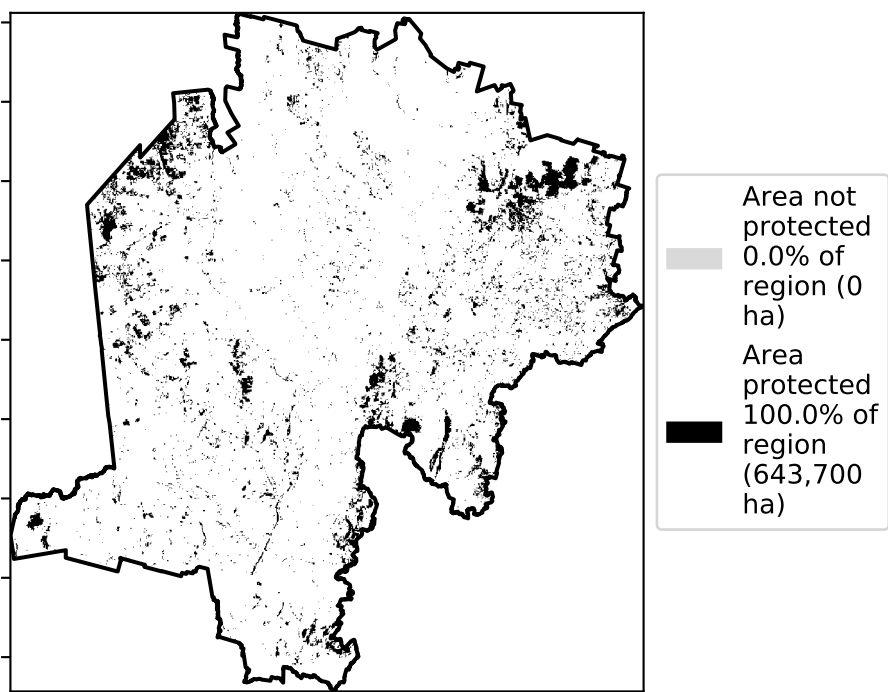 Area not
protected
0.0% of
region (0
ha)
Area
protected
100.0% of
region
(643,700
ha)